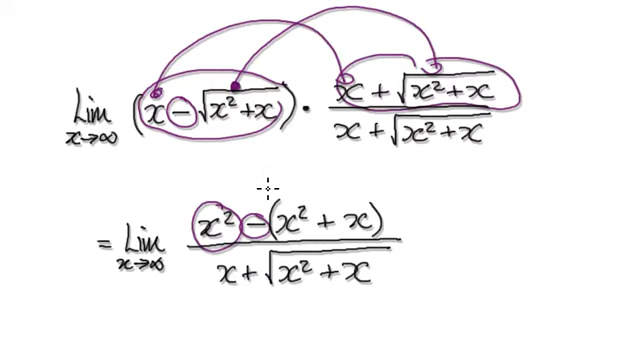 Lim x→∞ (x − √(x² + x)) · (x + √(x² + x)) / (x + √(x² + x))
= Lim x→∞ (x² − (x² + x)) / (x + √(x² + x))